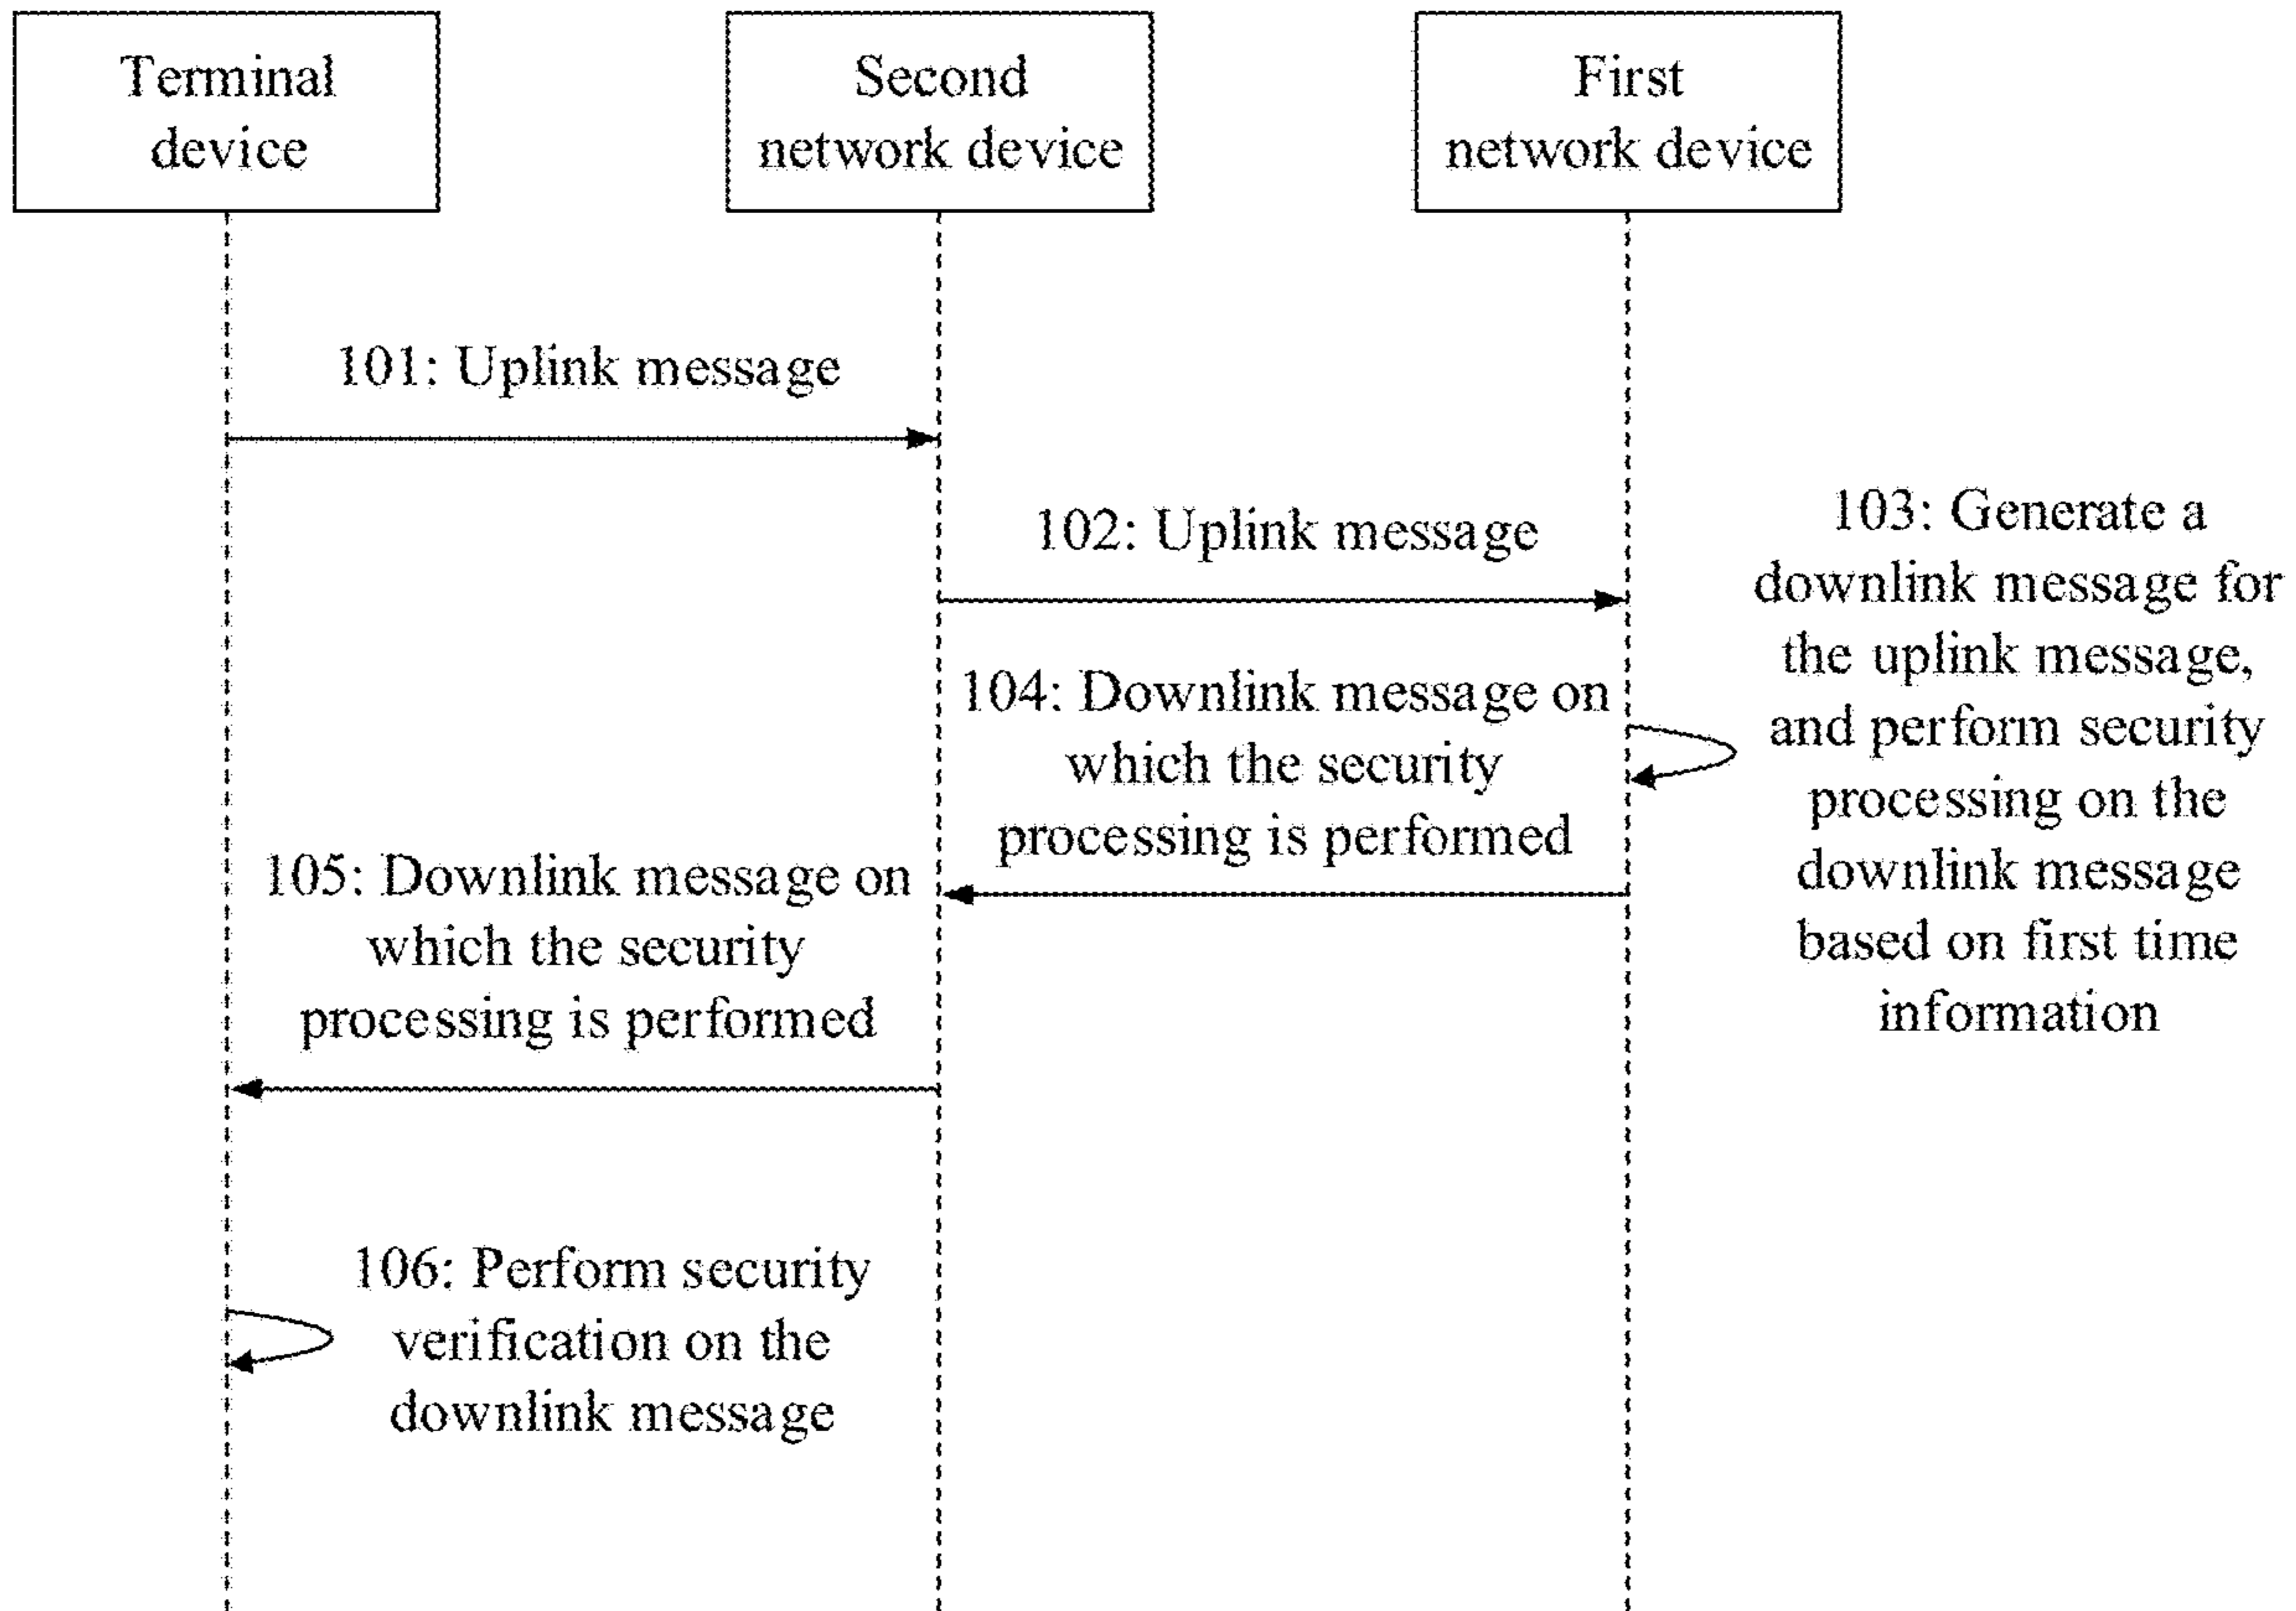 Terminal
device
Second
network device
First
network device
101: Uplink message
102: Uplink message
103: Generate a
downlink message for
the uplink message,
and perform security
processing on the
downlink message
based on first time
information
104: Downlink message on
which the security
processing is performed
105: Downlink message on
which the security
processing is performed
106: Perform security
verification on the
downlink message